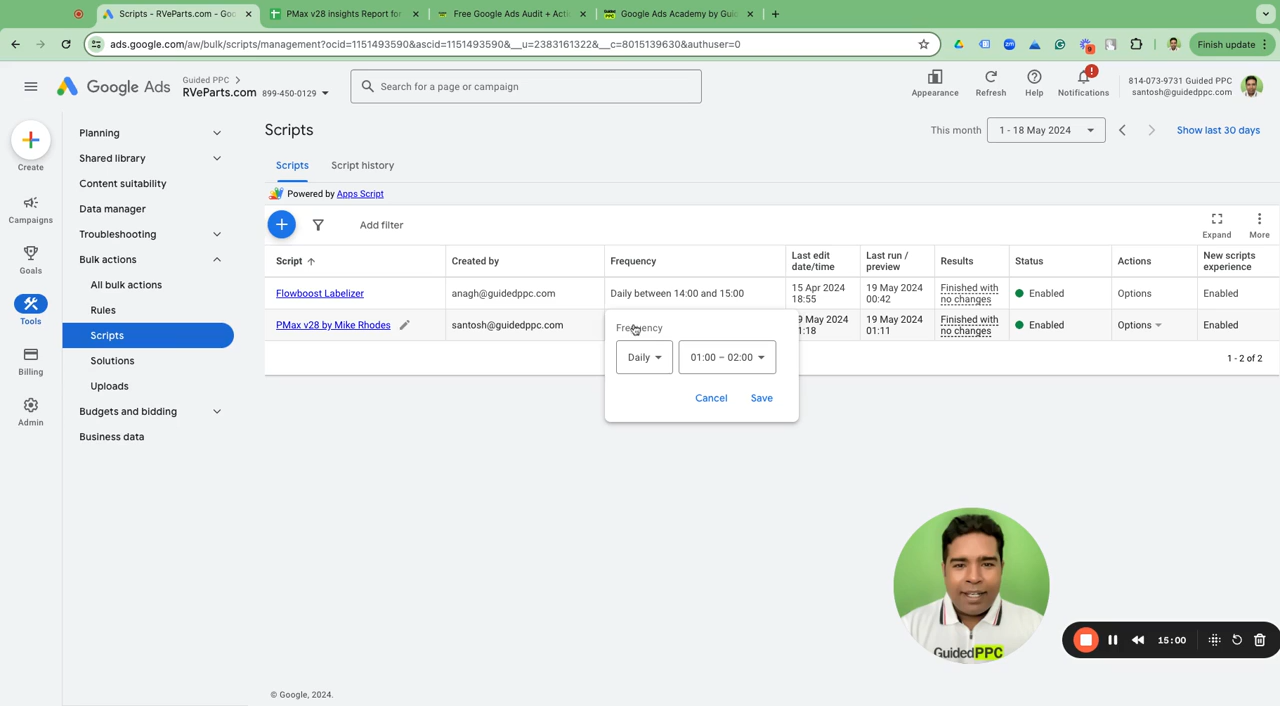 Scripts - RVeParts.com - Goo
PMax v28 insights Report for
Free Google Ads Audit + Acti
Google Ads Academy by Guid
ads.google.com/aw/bulk/scripts/management?ocid=1151493590&ascid=1151493590&__u=2383161322&__c=8015139630&authuser=0
Finish update
Google Ads
Guided PPC
RVeParts.com 899-450-0129
Search for a page or campaign
Appearance
Refresh
Help
Notifications
814-073-9731 Guided PPC
santosh@guidedppc.com
Create
Campaigns
Goals
Tools
Billing
Admin
Planning
Shared library
Content suitability
Data manager
Troubleshooting
Bulk actions
All bulk actions
Rules
Scripts
Solutions
Uploads
Budgets and bidding
Business data
Scripts
This month
1 - 18 May 2024
Show last 30 days
Scripts
Script history
Powered by Apps Script
Add filter
Expand
More
Script
Created by
Frequency
Last edit date/time
Last run / preview
Results
Status
Actions
New scripts experience
Flowboost Labelizer
anagh@guidedppc.com
Daily between 14:00 and 15:00
15 Apr 2024 18:55
19 May 2024 00:42
Finished with no changes
Enabled
Options
Enabled
PMax v28 by Mike Rhodes
santosh@guidedppc.com
May 2024
:18
19 May 2024 01:11
Finished with no changes
Enabled
Options
Enabled
Frequency
Daily
01:00 – 02:00
Cancel
Save
1 - 2 of 2
GuidedPPC
15:00
© Google, 2024.